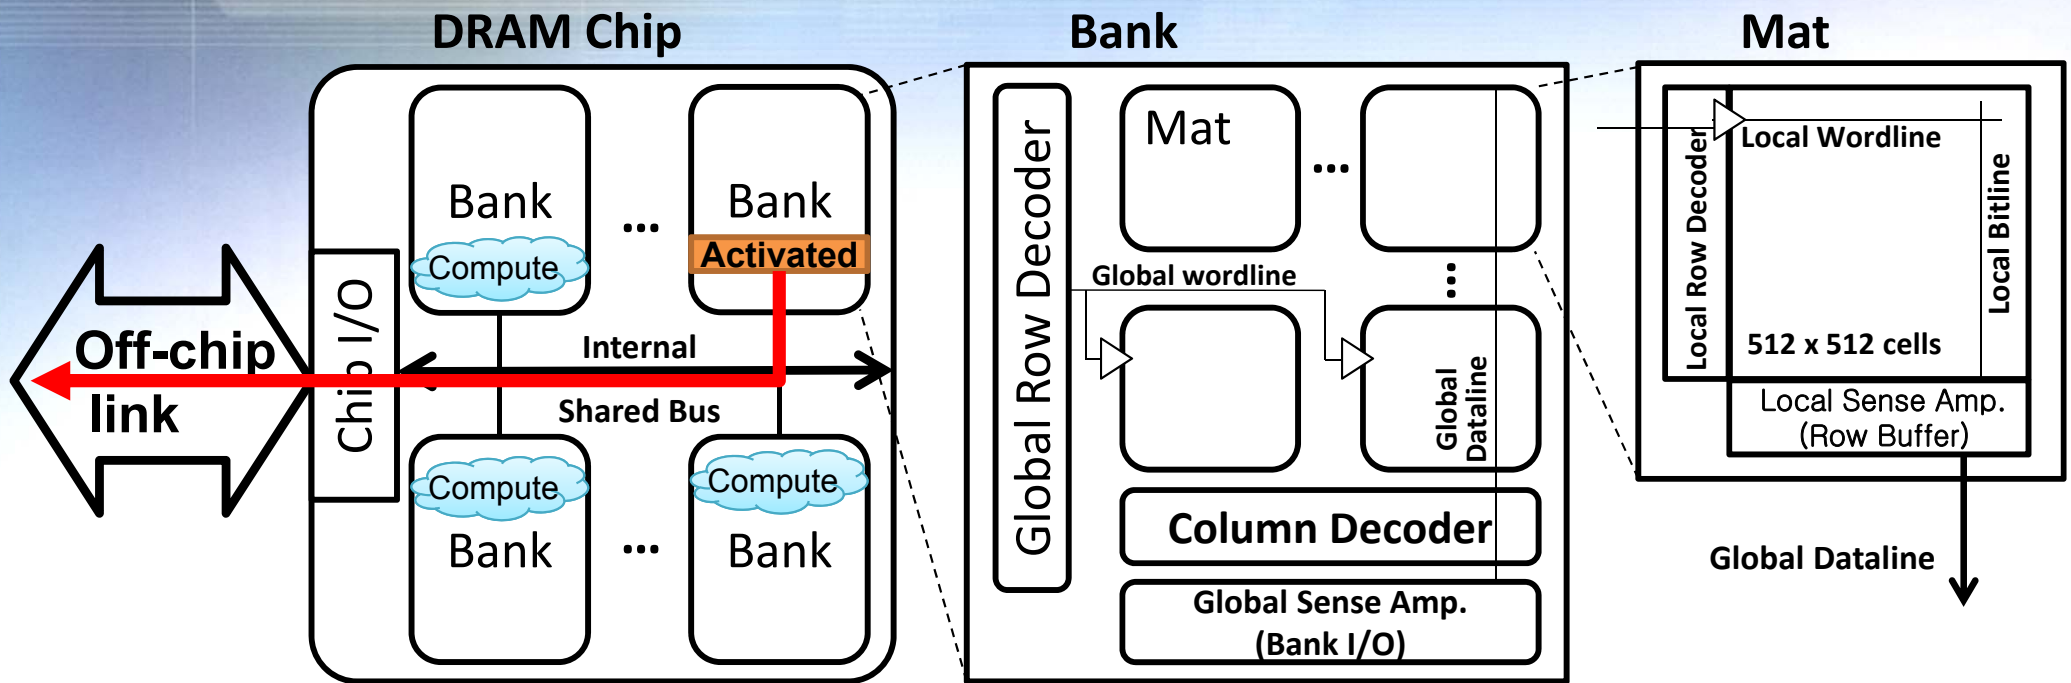 DRAM Chip
Bank
Mat
Bank
...
Bank
Compute
Activated
Off-chip
link
Chip I/O
Internal
Shared Bus
Compute
Compute
Bank
...
Bank
Global Row Decoder
Mat
...
Global wordline
...
Global
Dataline
Column Decoder
Global Sense Amp.
(Bank I/O)
Local Row Decoder
Local Wordline
Local Bitline
512 x 512 cells
Local Sense Amp.
(Row Buffer)
Global Dataline